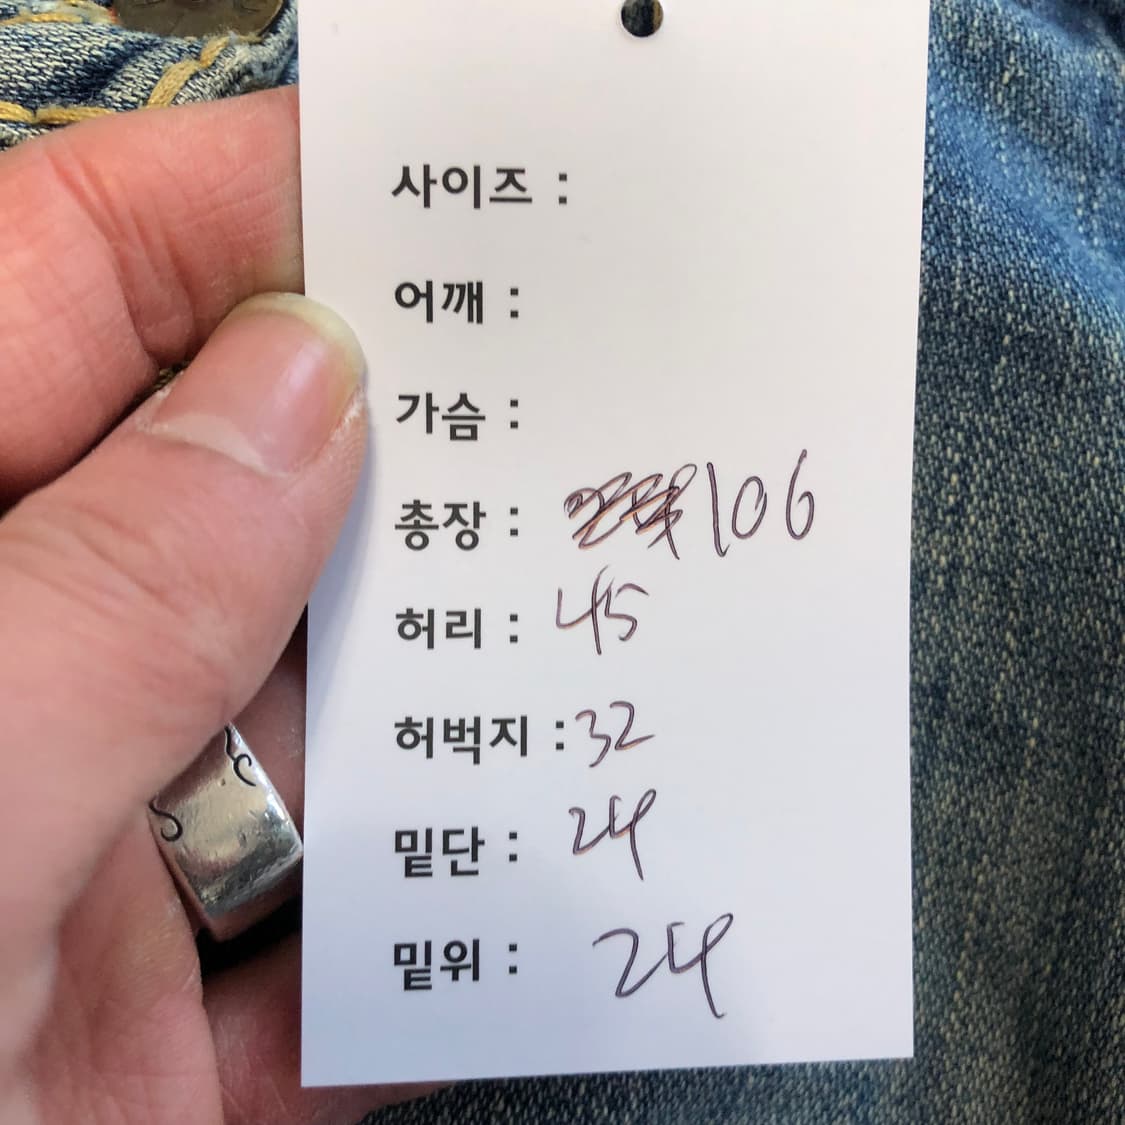 사이즈 :
어깨 :
가슴 :
총장 : 106
허리 : 45
허벅지 : 32
밑단 : 24
밑위 : 24